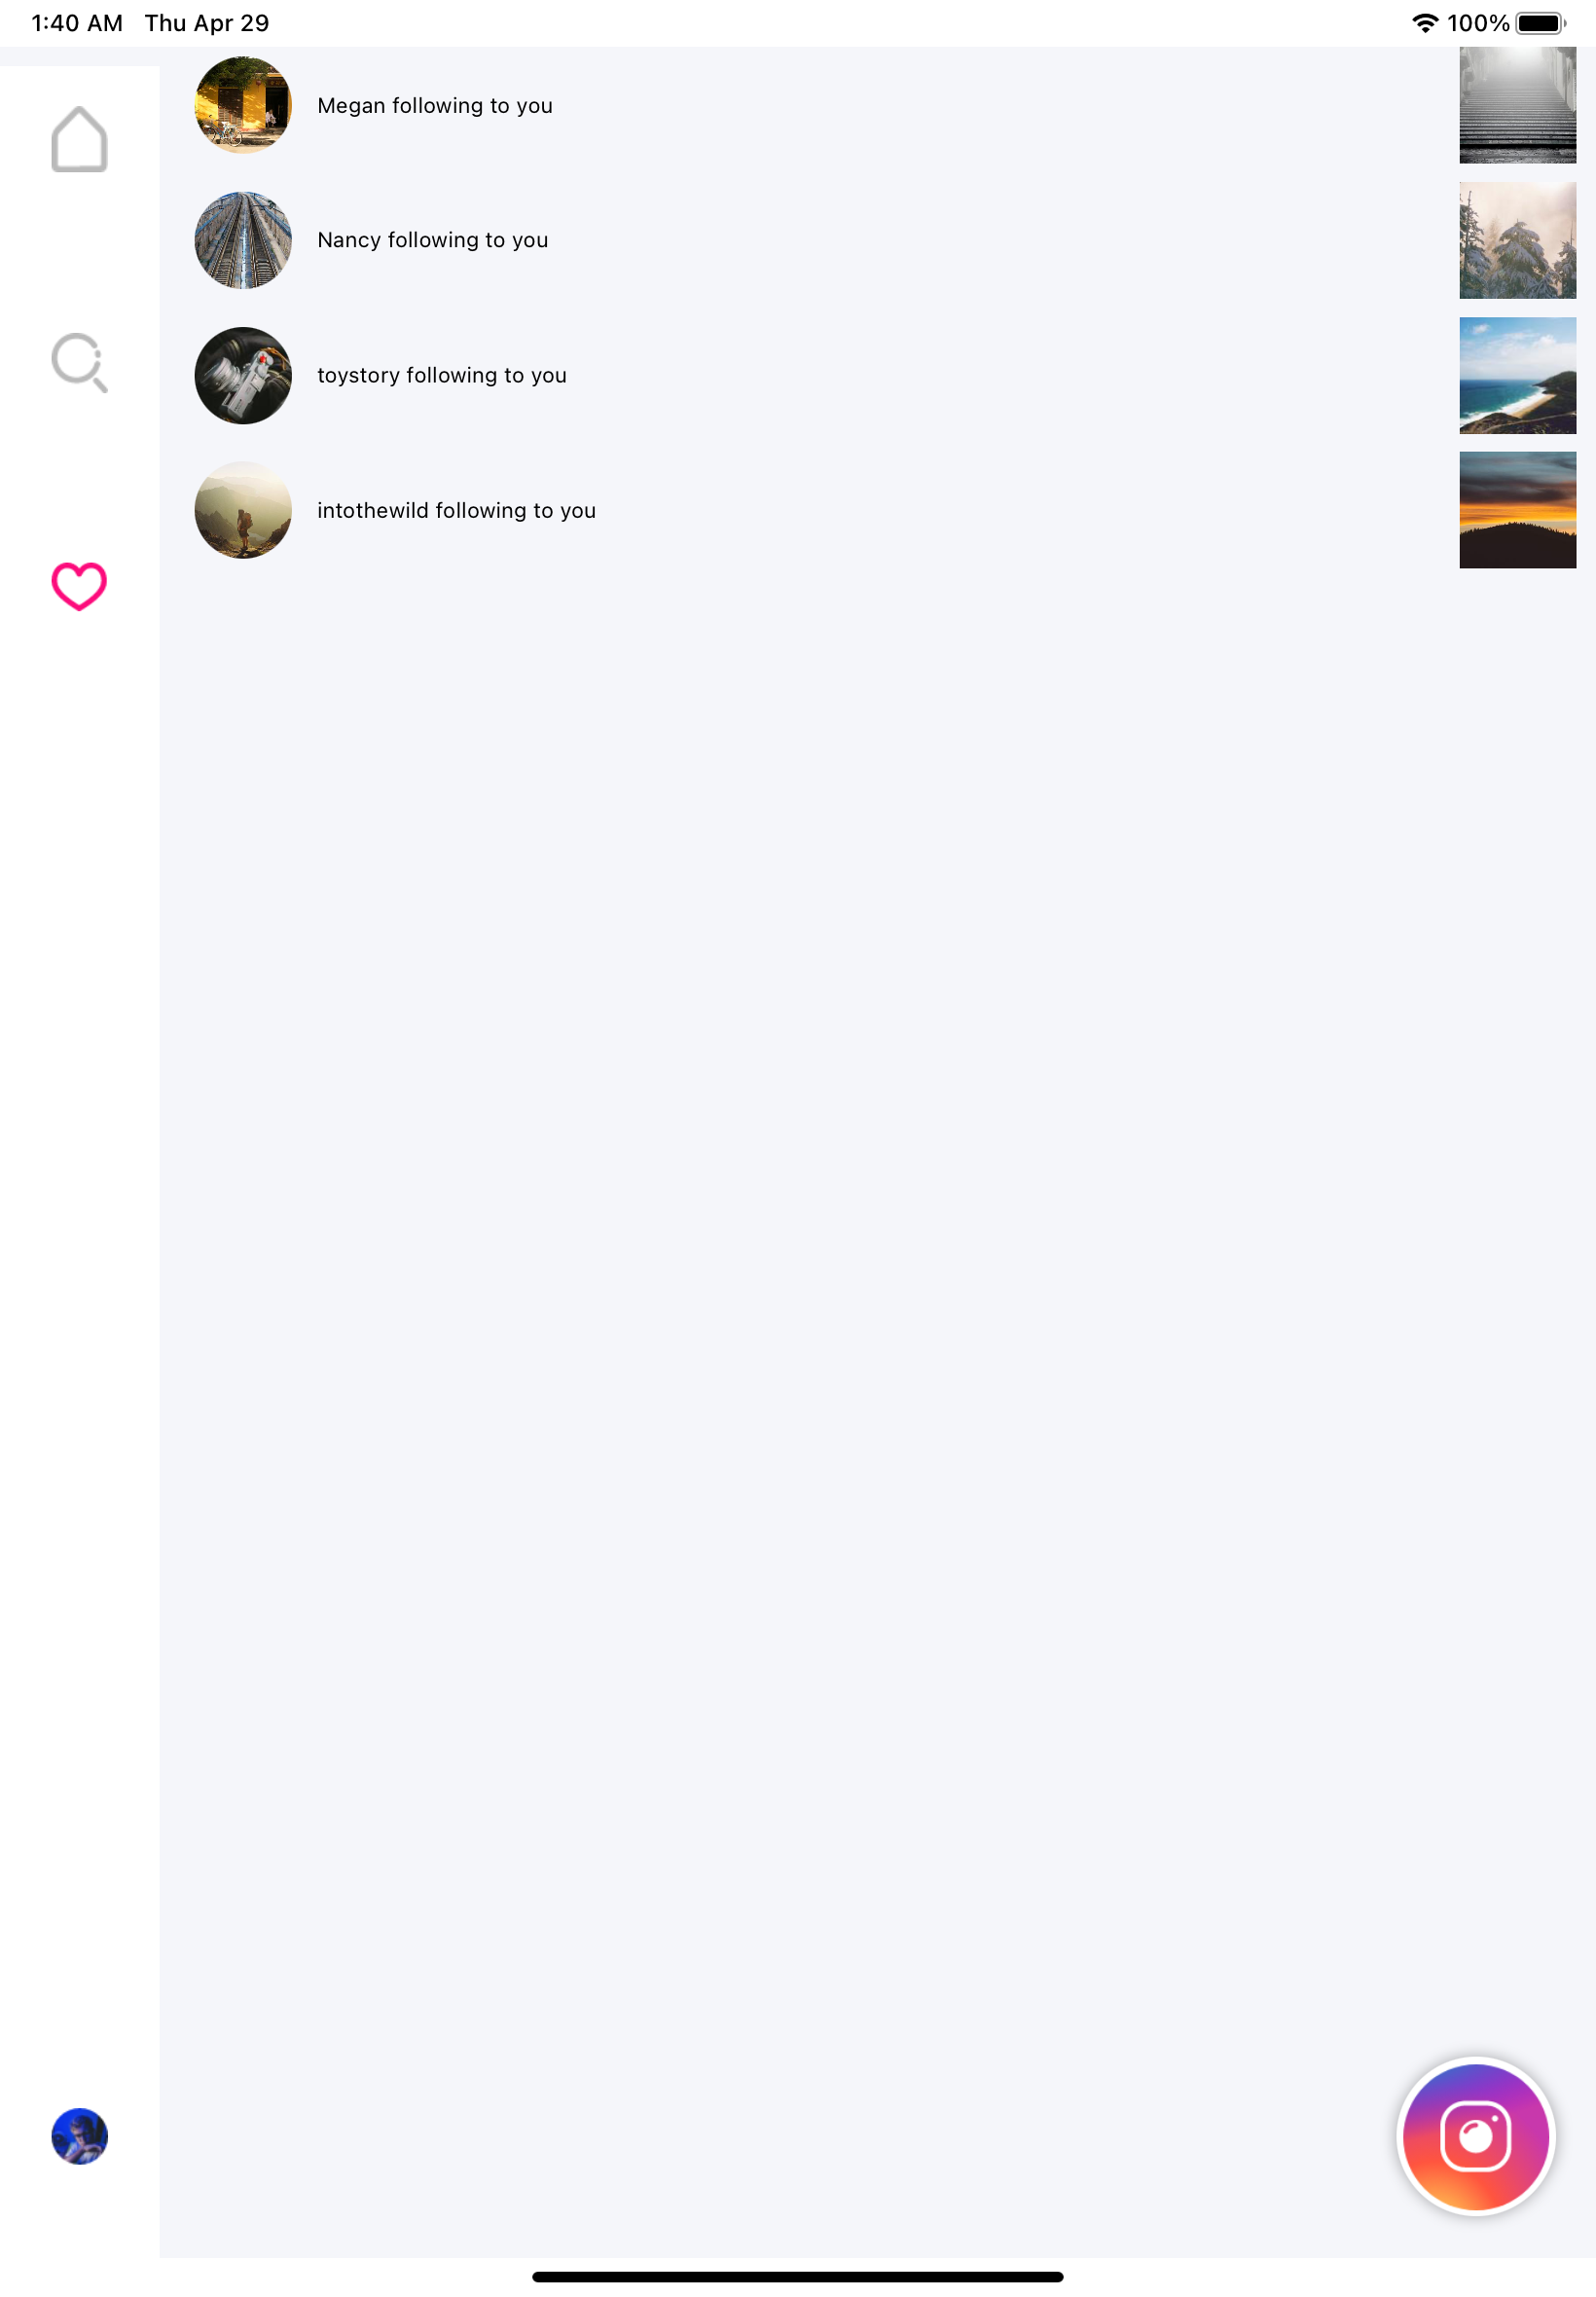 1:40 AM Thu Apr 29 100%
Megan following to you
Nancy following to you
toystory following to you
intothewild following to you